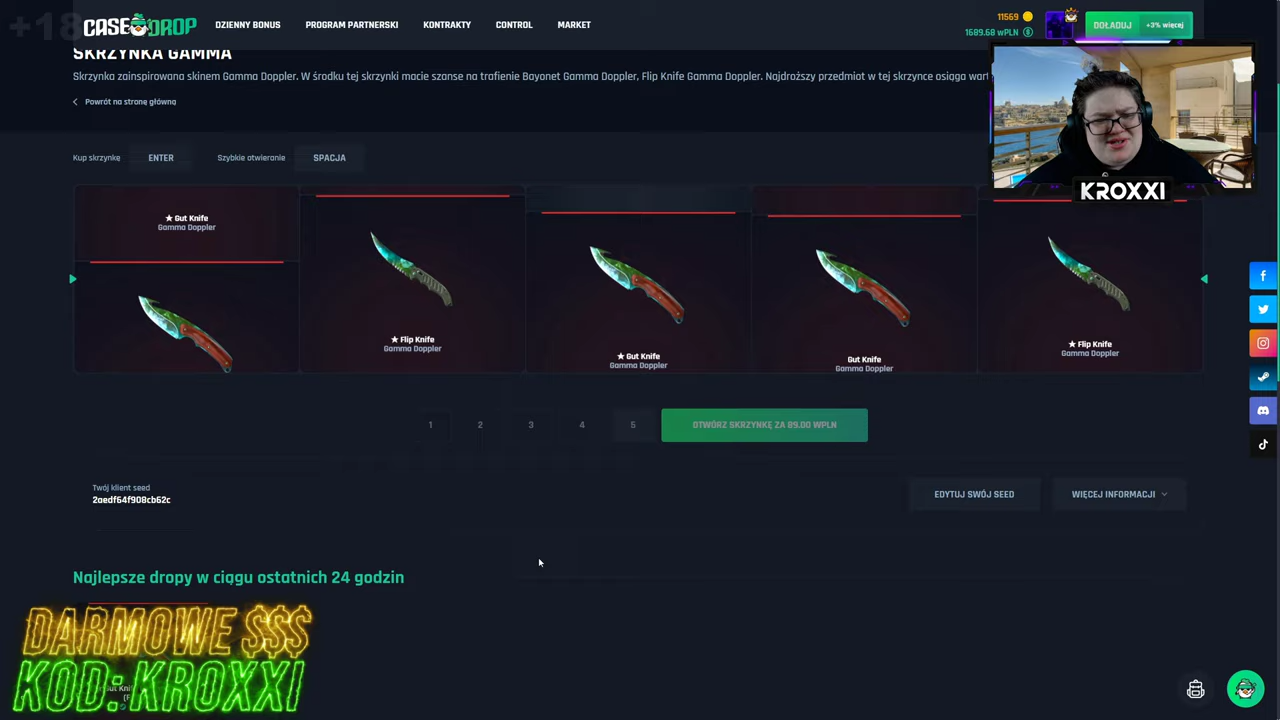 +18
CASEDROP
DZIENNY BONUS
PROGRAM PARTNERSKI
KONTRAKTY
CONTROL
MARKET
11569
1689.68 wPLN
DOŁADUJ
+3% więcej
SKRZYNKA GAMMA
Skrzynka zainspirowana skinem Gamma Doppler. W środku tej skrzynki macie szanse na trafienie Bayonet Gamma Doppler, Flip Knife Gamma Doppler. Najdroższy przedmiot w tej skrzynce osiąga
Powrót na stronę główną
KROXXI
Kup skrzynkę
ENTER
Szybkie otwieranie
SPACJA
★ Gut Knife
Gamma Doppler
★ Flip Knife
Gamma Doppler
★ Gut Knife
Gamma Doppler
Gut Knife
Gamma Doppler
★ Flip Knife
Gamma Doppler
1
2
3
4
5
OTWÓRZ SKRZYNKĘ ZA 89.00 WPLN
Twój klient seed
2aedf64f908cb62c
EDYTUJ SWÓJ SEED
WIĘCEJ INFORMACJI
Najlepsze dropy w ciągu ostatnich 24 godzin
DARMOWE $$$
KOD:KROXXI